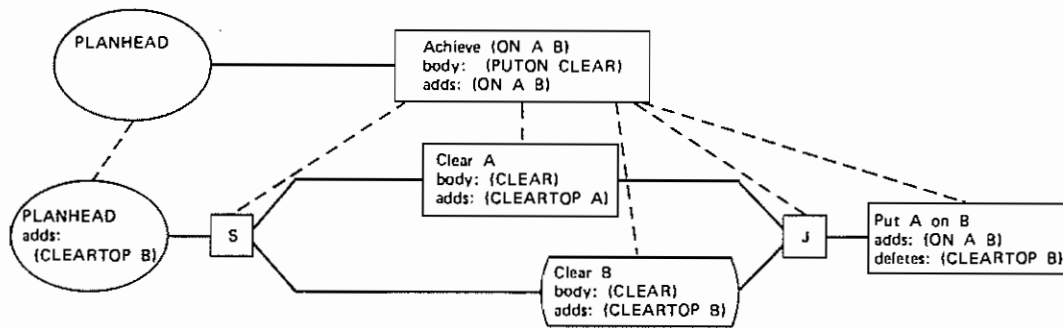 PLANHEAD
Achieve (ON A B)
body: (PUTON CLEAR)
adds: (ON A B)
Clear A
body: (CLEAR)
adds: (CLEARTOP A)
PLANHEAD
adds:
(CLEARTOP B)
S
J
Put A on B
adds: (ON A B)
deletes: (CLEARTOP B)
Clear B
body: (CLEAR)
adds: (CLEARTOP B)